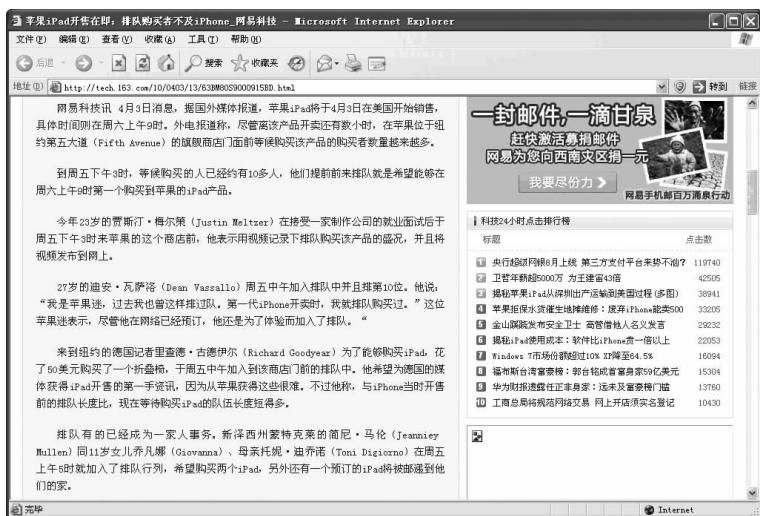 苹果iPad开售在即：排队购买者不及iPhone_网易科技 - Microsoft Internet Explorer
文件(F) 编辑(E) 查看(V) 收藏(A) 工具(T) 帮助(H)
后退 搜索 收藏夹
地址(D) http://tech.163.com/10/0403/13/63BM80S9000915BD.html 转到 链接
网易科技讯 4月3日消息，据国外媒体报道，苹果iPad将于4月3日在美国开始销售，
具体时间则在周六上午9时。外电报道称，尽管离该产品开卖还有数小时，在苹果位于纽
约第五大道（Fifth Avenue）的旗舰商店门面前等候购买该产品的购买者数量越来越多。
到周五下午3时，等候购买的人已经约有10多人，他们提前前来排队就是希望能够在
周六上午9时第一个购买到苹果的iPad产品。
今年23岁的贾斯汀·梅尔策（Justin Meltzer）在接受一家制作公司的就业面试后于
周五下午3时来苹果的这个商店前，他表示用视频记录下排队购买该产品的盛况，并且将
视频发布到网上。
27岁的迪安·瓦萨洛（Dean Vassallo）周五中午加入排队中并且排第10位。他说：
“我是苹果迷，过去我也曾这样排过队。第一代iPhone开卖时，我就排队购买过。”这位
苹果迷表示，尽管他在网络已经预订，他还是为了体验而加入了排队。“
来到纽约的德国记者里查德·古德伊尔（Richard Goodyear）为了能够购买iPad，花
了50美元购买了一个折叠椅，于周五中午加入到该商店门前的排队中。他希望为德国的媒
体获得iPad开售的第一手资讯，因为从苹果获得这些很难。不过他称，与iPhone当时开售
前的排队长度比，现在等待购买iPad的队伍长度短得多。
排队有的已经成为一家人事务。新泽西州蒙特克莱的简尼·马伦（Jeanniey
Mullen）同11岁女儿乔凡娜（Giovanna）、母亲托妮·迪乔诺（Toni Digiorno）在周五
上午5时就加入了排队行列，希望购买两个iPad，另外还有一个预订的iPad将被邮递到他
们的家。
一封邮件,一滴甘泉
赶快激活募捐邮件
网易为您向西南灾区捐一元
我要尽份力
网易手机邮百万涌泉行动
科技24小时点击排行榜
标题 点击数
1 央行超级网银8月上线 第三方支付平台来势不汹? 119740
2 卫哲年薪超5000万 为王建宙43倍 42505
3 揭秘苹果iPad从深圳出产运输到美国过程(多图) 38941
4 苹果拒保水货催生地摊维修：废弃iPhone能卖500 33205
5 金山蹊跷发布安全卫士 高管借他人名义发言 29232
6 揭秘iPad使用成本：软件比iPhone贵一倍以上 22053
7 Windows 7市场份额超过10% XP降至64.5% 16094
8 福布斯台湾富豪榜：郭台铭成首富身家59亿美元 15304
9 华为财报透露任正非身家：远未及富豪榜门槛 13760
10 工商总局将规范网络交易 网上开店须实名登记 10430
完毕 Internet